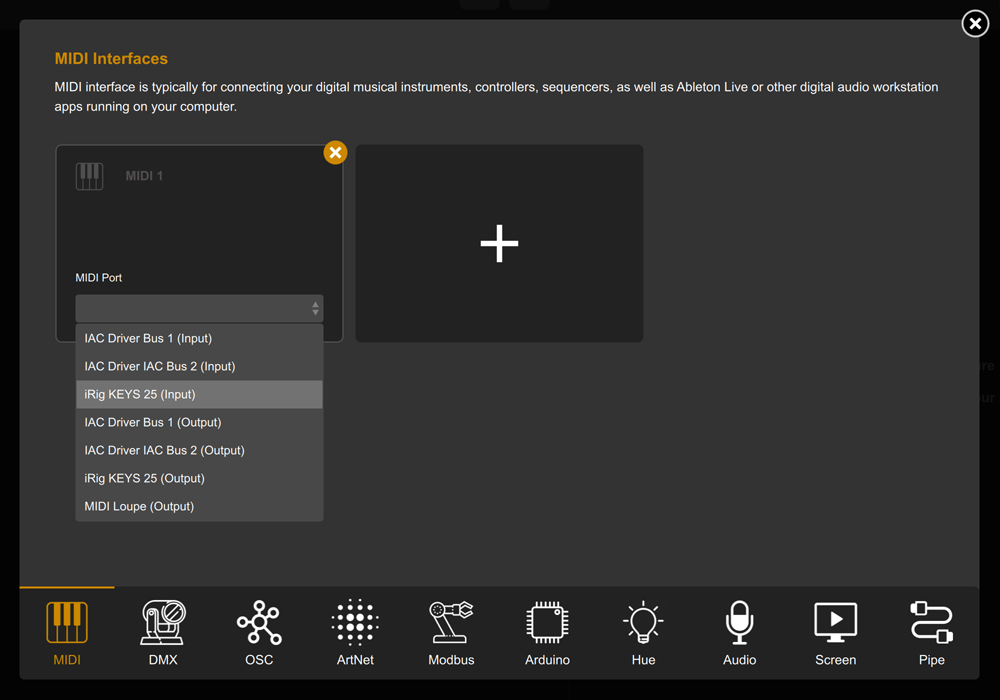 MIDI Interfaces
MIDI interface is typically for connecting your digital musical instruments, controllers, sequencers, as well as Ableton Live or other digital audio workstation
apps running on your computer.
MIDI 1
MIDI Port
IAC Driver Bus 1 (Input)
IAC Driver IAC Bus 2 (Input)
iRig KEYS 25 (Input)
IAC Driver Bus 1 (Output)
IAC Driver IAC Bus 2 (Output)
iRig KEYS 25 (Output)
MIDI Loupe (Output)
MIDI
DMX
OSC
ArtNet
Modbus
Arduino
Hue
Audio
Screen
Pipe